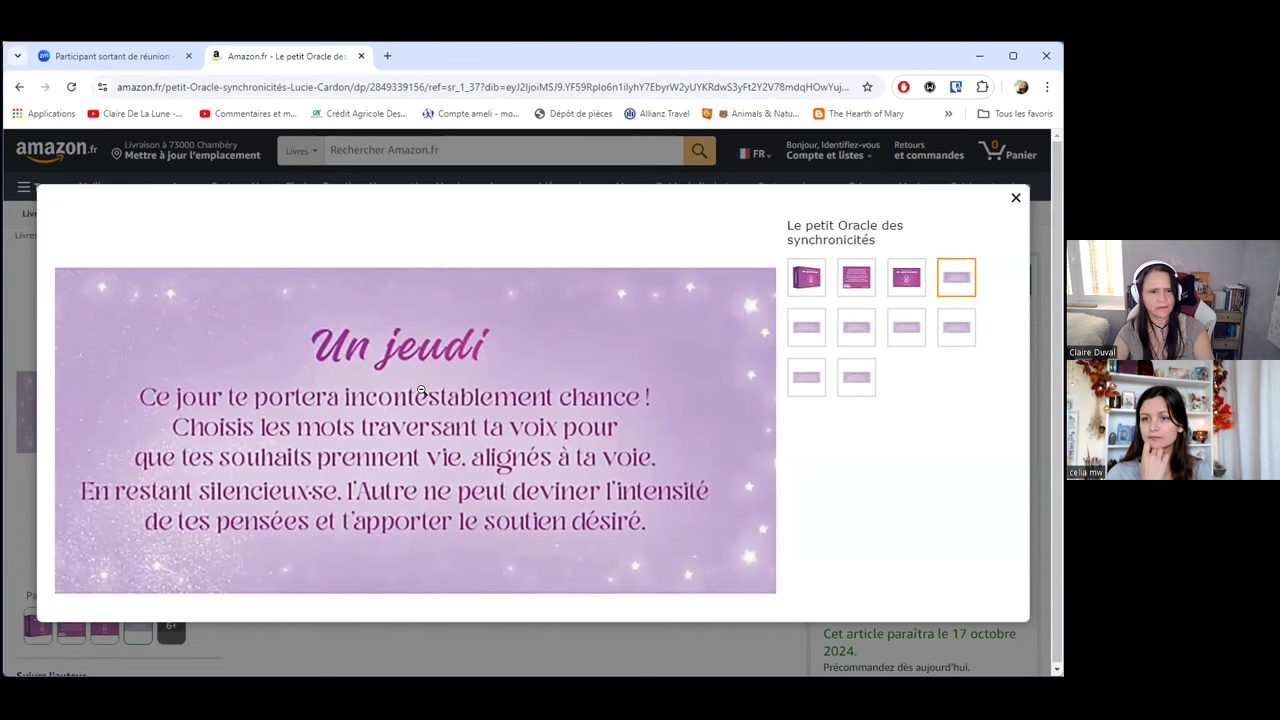 Participant sortant de réunion -
Amazon.fr - Le petit Oracle des
amazon.fr/petit-Oracle-synchronicités-Lucie-Cardon/dp/2849339156/ref=sr_1_37?dib=
Applications
Claire De La Lune -...
Commentaires et m...
Crédit Agricole Des...
Compte ameli - mo...
Dépôt de pièces
Allianz Travel
Animals & Natu...
The Hearth of Mary
»
Tous les favoris
amazon.fr
Livraison à 73000 Chambéry
Mettre à jour l'emplacement
Livres
Rechercher Amazon.fr
FR
Bonjour, Identifiez-vous
Compte et listes
Retours
et commandes
0
Panier
Le petit Oracle des
synchronicités
Un jeudi
Ce jour te portera incontestablement chance !
Choisis les mots traversant ta voix pour
que tes souhaits prennent vie, alignés à ta voie.
En restant silencieux·se, l'Autre ne peut deviner l'intensité
de tes pensées et t'apporter le soutien désiré.
6+
Cet article paraîtra le 17 octobre
2024.
Précommandez dès aujourd'hui.
Suivre l'auteur
Claire Duval
celia mw